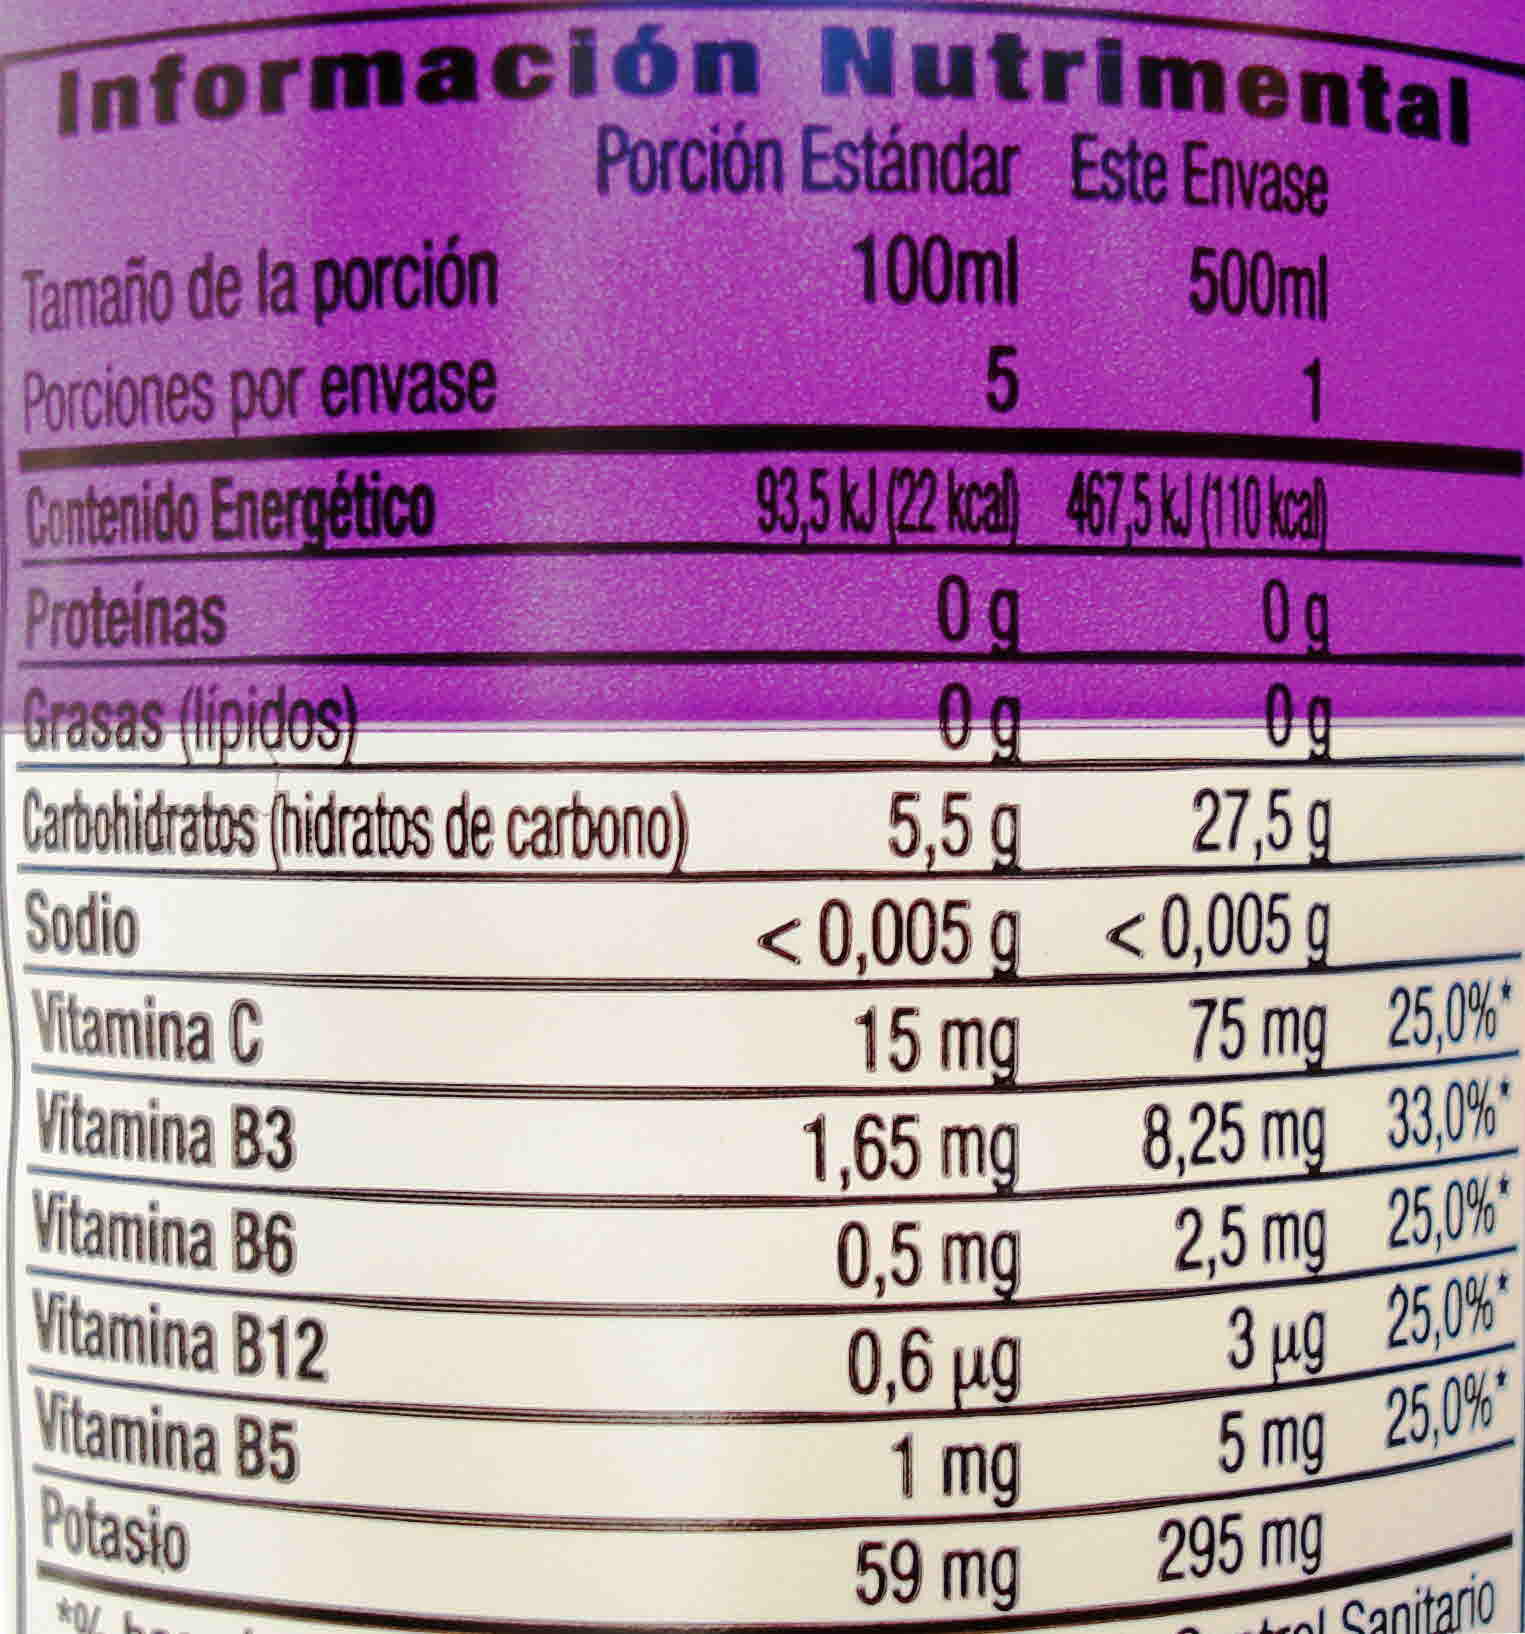 Información Nutrimental
Porción Estándar Este Envase
Tamaño de la porción 100ml 500ml
Porciones por envase 5 1
Contenido Energético 93,5 kJ (22 kcal) 467,5 kJ (110 kcal)
Proteínas 0 g 0 g
Grasas (lípidos) 0 g 0 g
Carbohidratos (hidratos de carbono) 5,5 g 27,5 g
Sodio < 0,005 g < 0,005 g
Vitamina C 15 mg 75 mg 25,0%*
Vitamina B3 1,65 mg 8,25 mg 33,0%*
Vitamina B6 0,5 mg 2,5 mg 25,0%*
Vitamina B12 0,6 µg 3 µg 25,0%*
Vitamina B5 1 mg 5 mg 25,0%*
Potasio 59 mg 295 mg
*% Sanitario